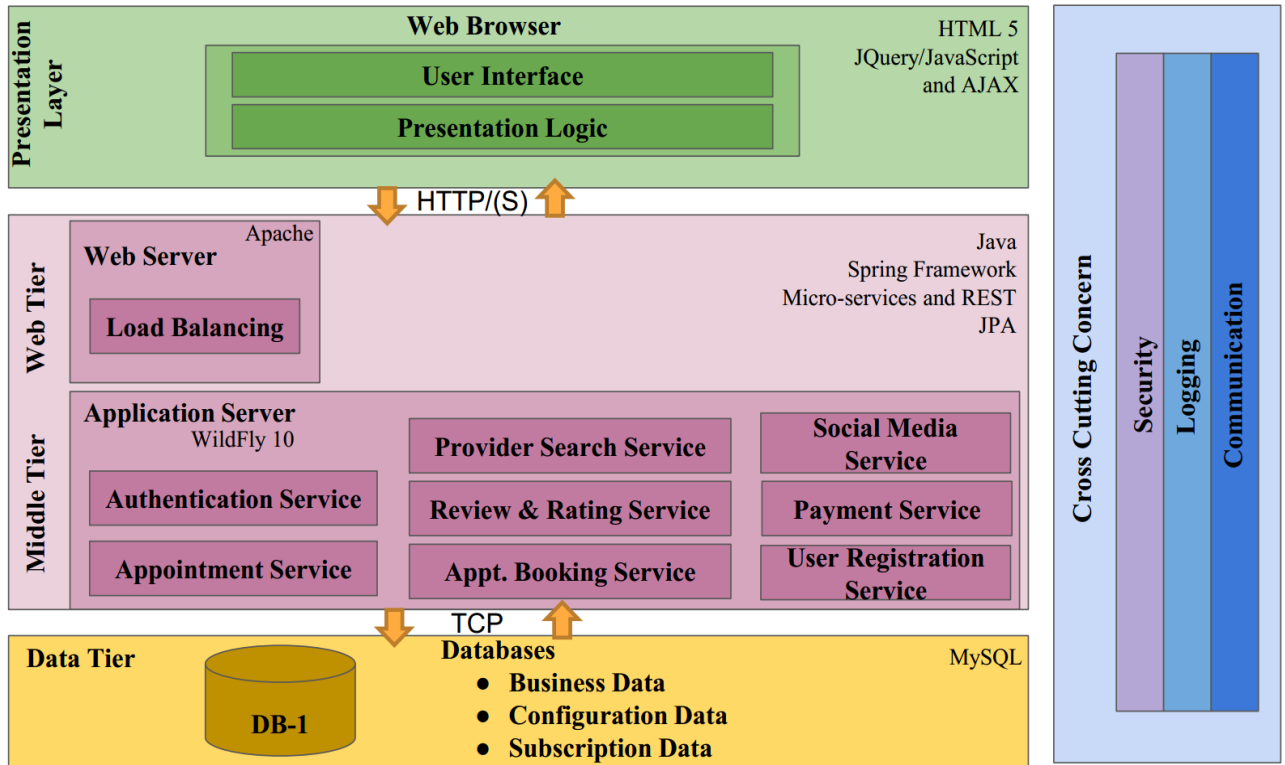 Presentation
Layer
Web Browser
User Interface
Presentation Logic
HTML 5
JQuery/JavaScript
and AJAX
HTTP/(S)
Web Tier
Apache
Web Server
Load Balancing
Java
Spring Framework
Micro-services and REST
JPA
Middle Tier
Application Server
WildFly 10
Authentication Service
Appointment Service
Provider Search Service
Review & Rating Service
Appt. Booking Service
Social Media
Service
Payment Service
User Registration
Service
TCP
Data Tier
DB-1
Databases
● Business Data
● Configuration Data
● Subscription Data
MySQL
Cross Cutting Concern
Security
Logging
Communication